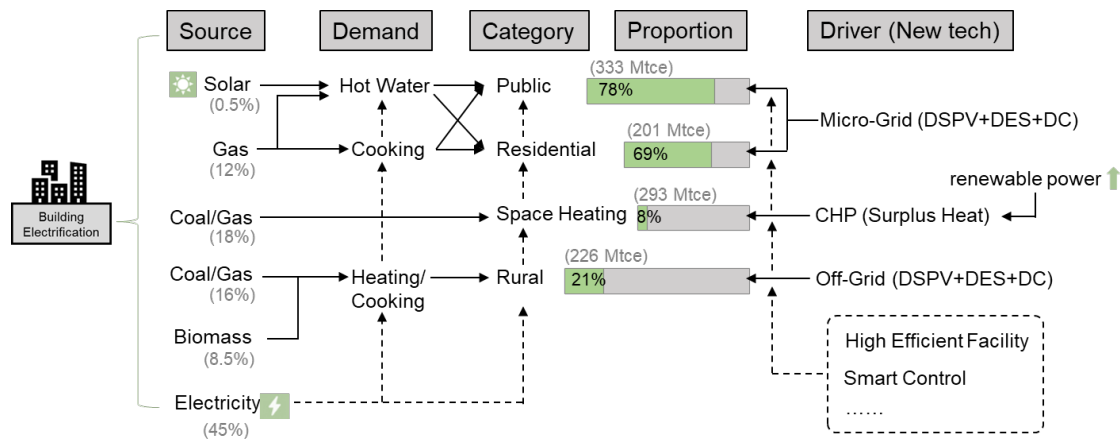 Source
Demand
Category
Proportion
Driver (New tech)
Solar
(0.5%)
Hot Water
Public
(333 Mtce)
78%
Micro-Grid (DSPV+DES+DC)
Gas
(12%)
Cooking
Residential
(201 Mtce)
69%
renewable power
Building
Electrification
Coal/Gas
(18%)
Space Heating
(293 Mtce)
8%
CHP (Surplus Heat)
Coal/Gas
(16%)
Heating/
Cooking
Rural
(226 Mtce)
21%
Off-Grid (DSPV+DES+DC)
Biomass
(8.5%)
High Efficient Facility
Smart Control
......
Electricity
(45%)